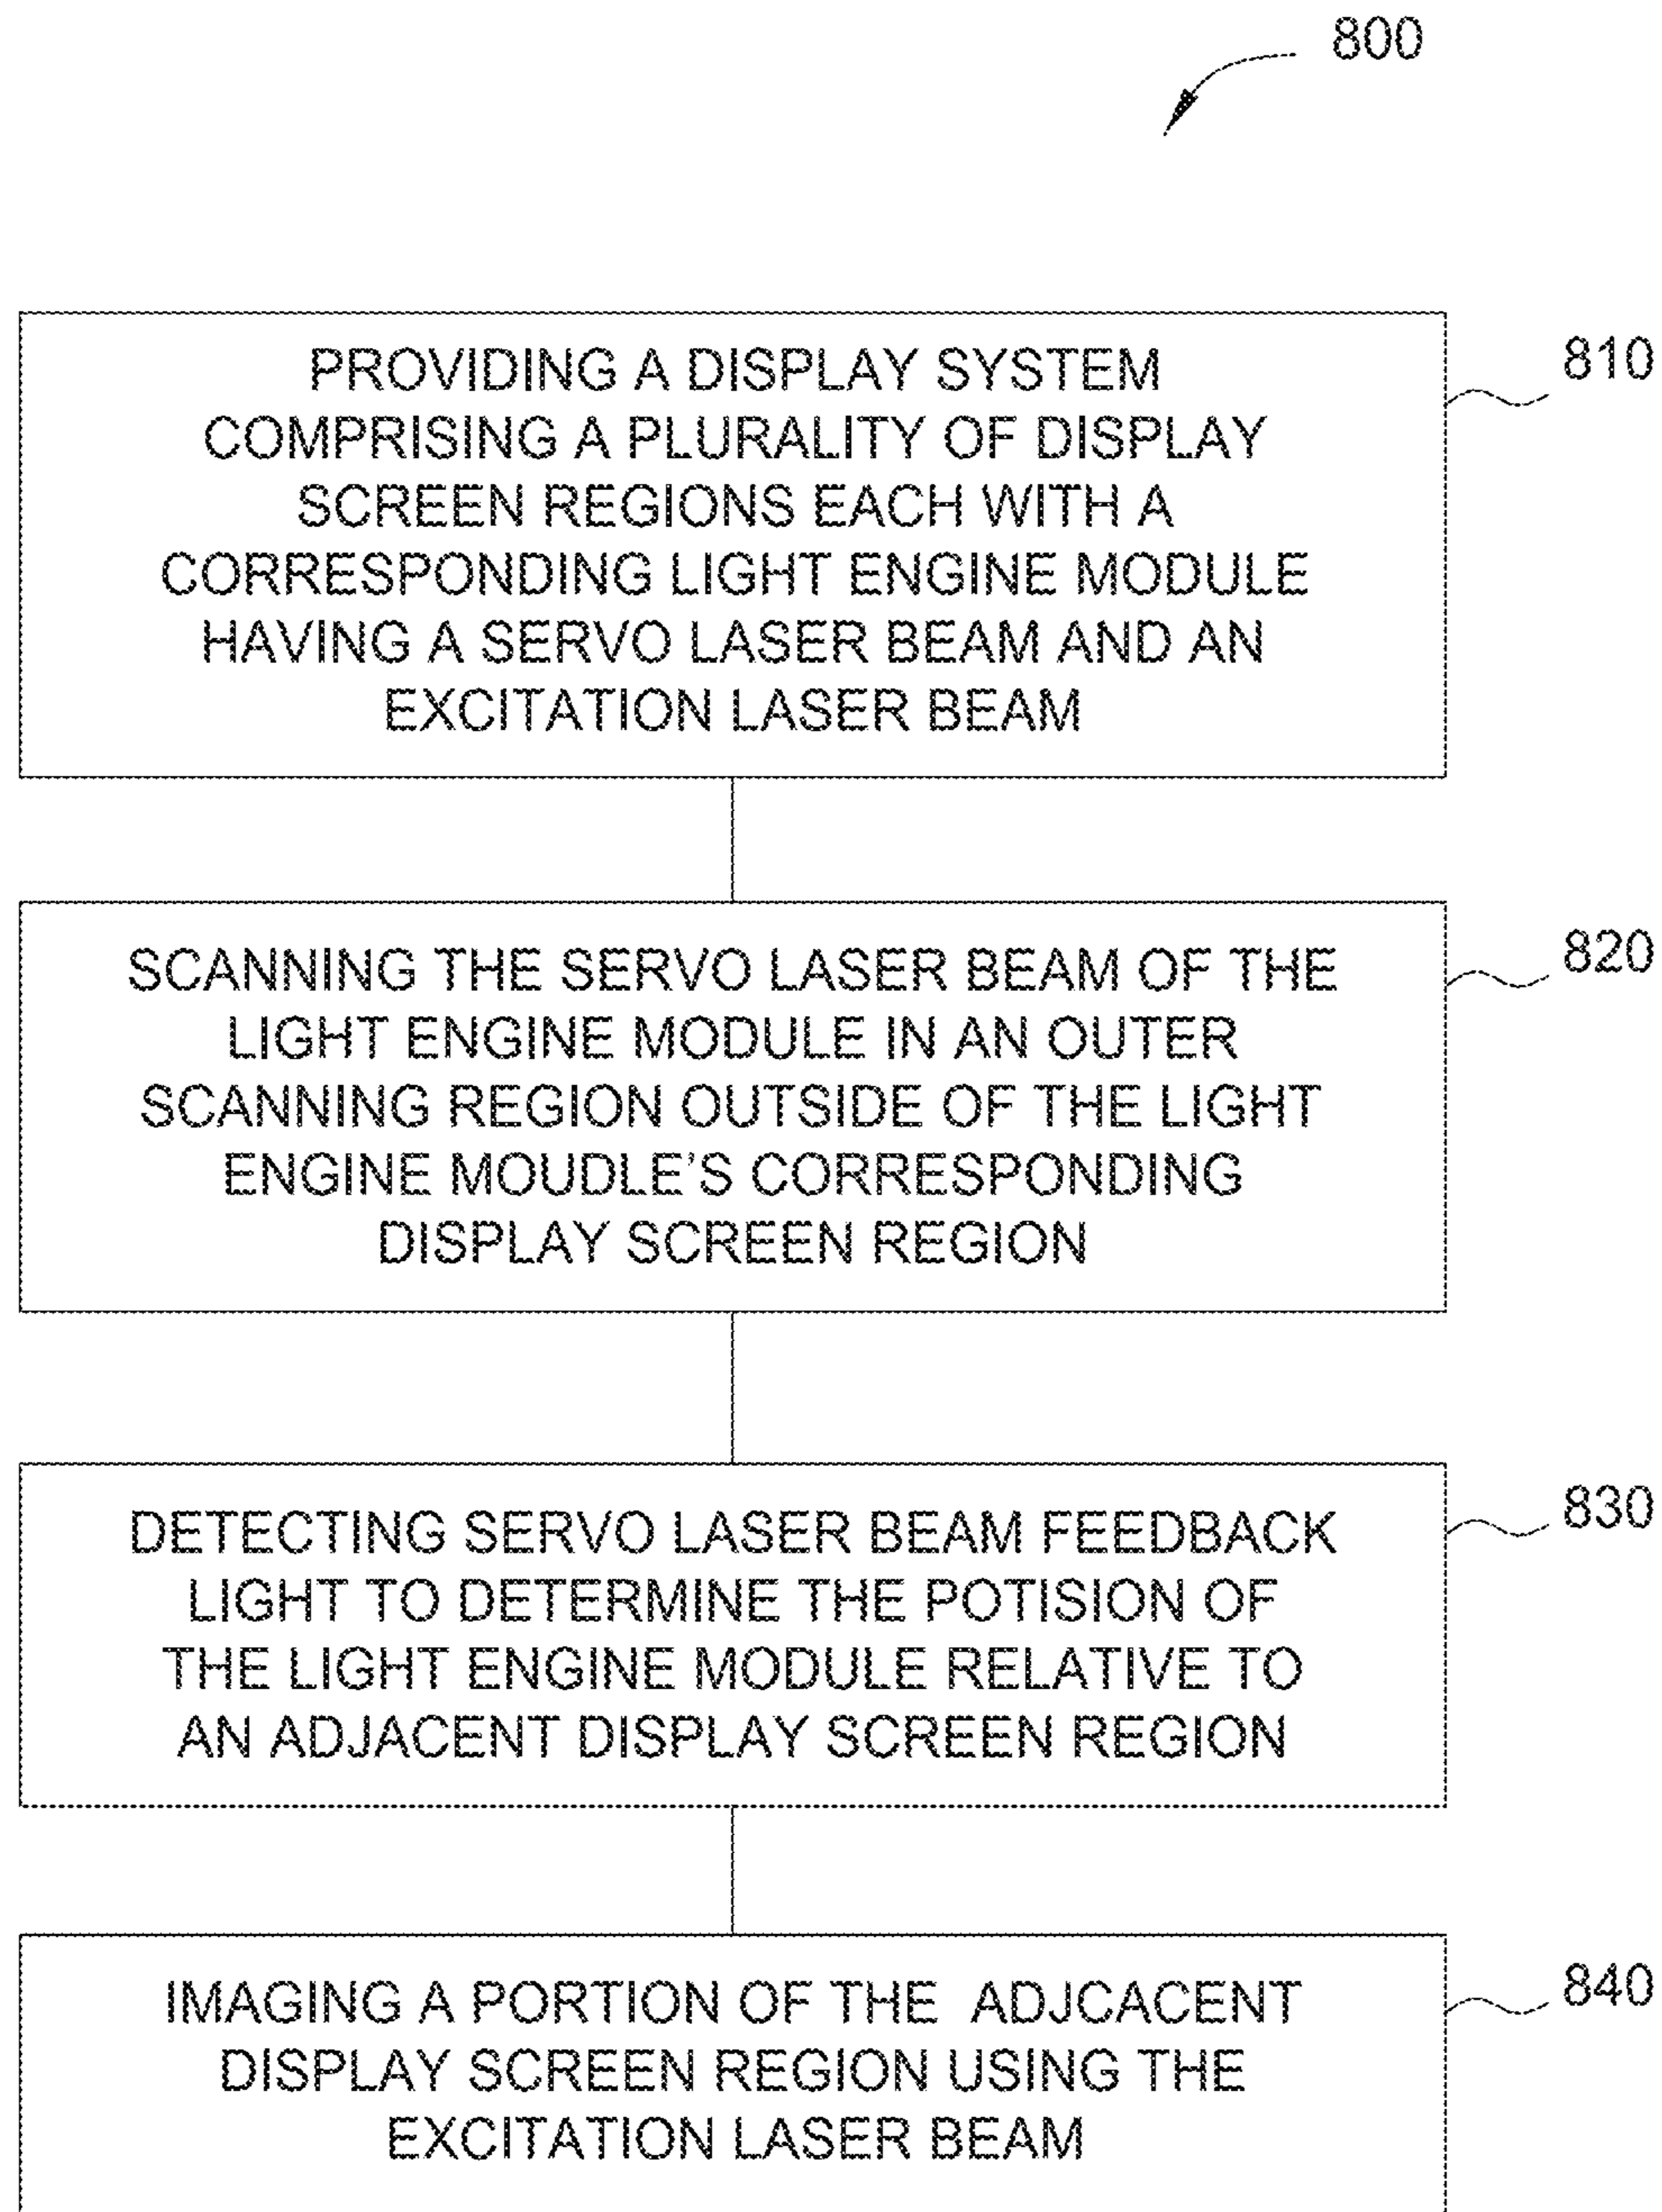 800
PROVIDING A DISPLAY SYSTEM
COMPRISING A PLURALITY OF DISPLAY
SCREEN REGIONS EACH WITH A
CORRESPONDING LIGHT ENGINE MODULE
HAVING A SERVO LASER BEAM AND AN
EXCITATION LASER BEAM
810
SCANNING THE SERVO LASER BEAM OF THE
LIGHT ENGINE MODULE IN AN OUTER
SCANNING REGION OUTSIDE OF THE LIGHT
ENGINE MOUDLE'S CORRESPONDING
DISPLAY SCREEN REGION
820
DETECTING SERVO LASER BEAM FEEDBACK
LIGHT TO DETERMINE THE POTISION OF
THE LIGHT ENGINE MODULE RELATIVE TO
AN ADJACENT DISPLAY SCREEN REGION
830
IMAGING A PORTION OF THE ADJCACENT
DISPLAY SCREEN REGION USING THE
EXCITATION LASER BEAM
840